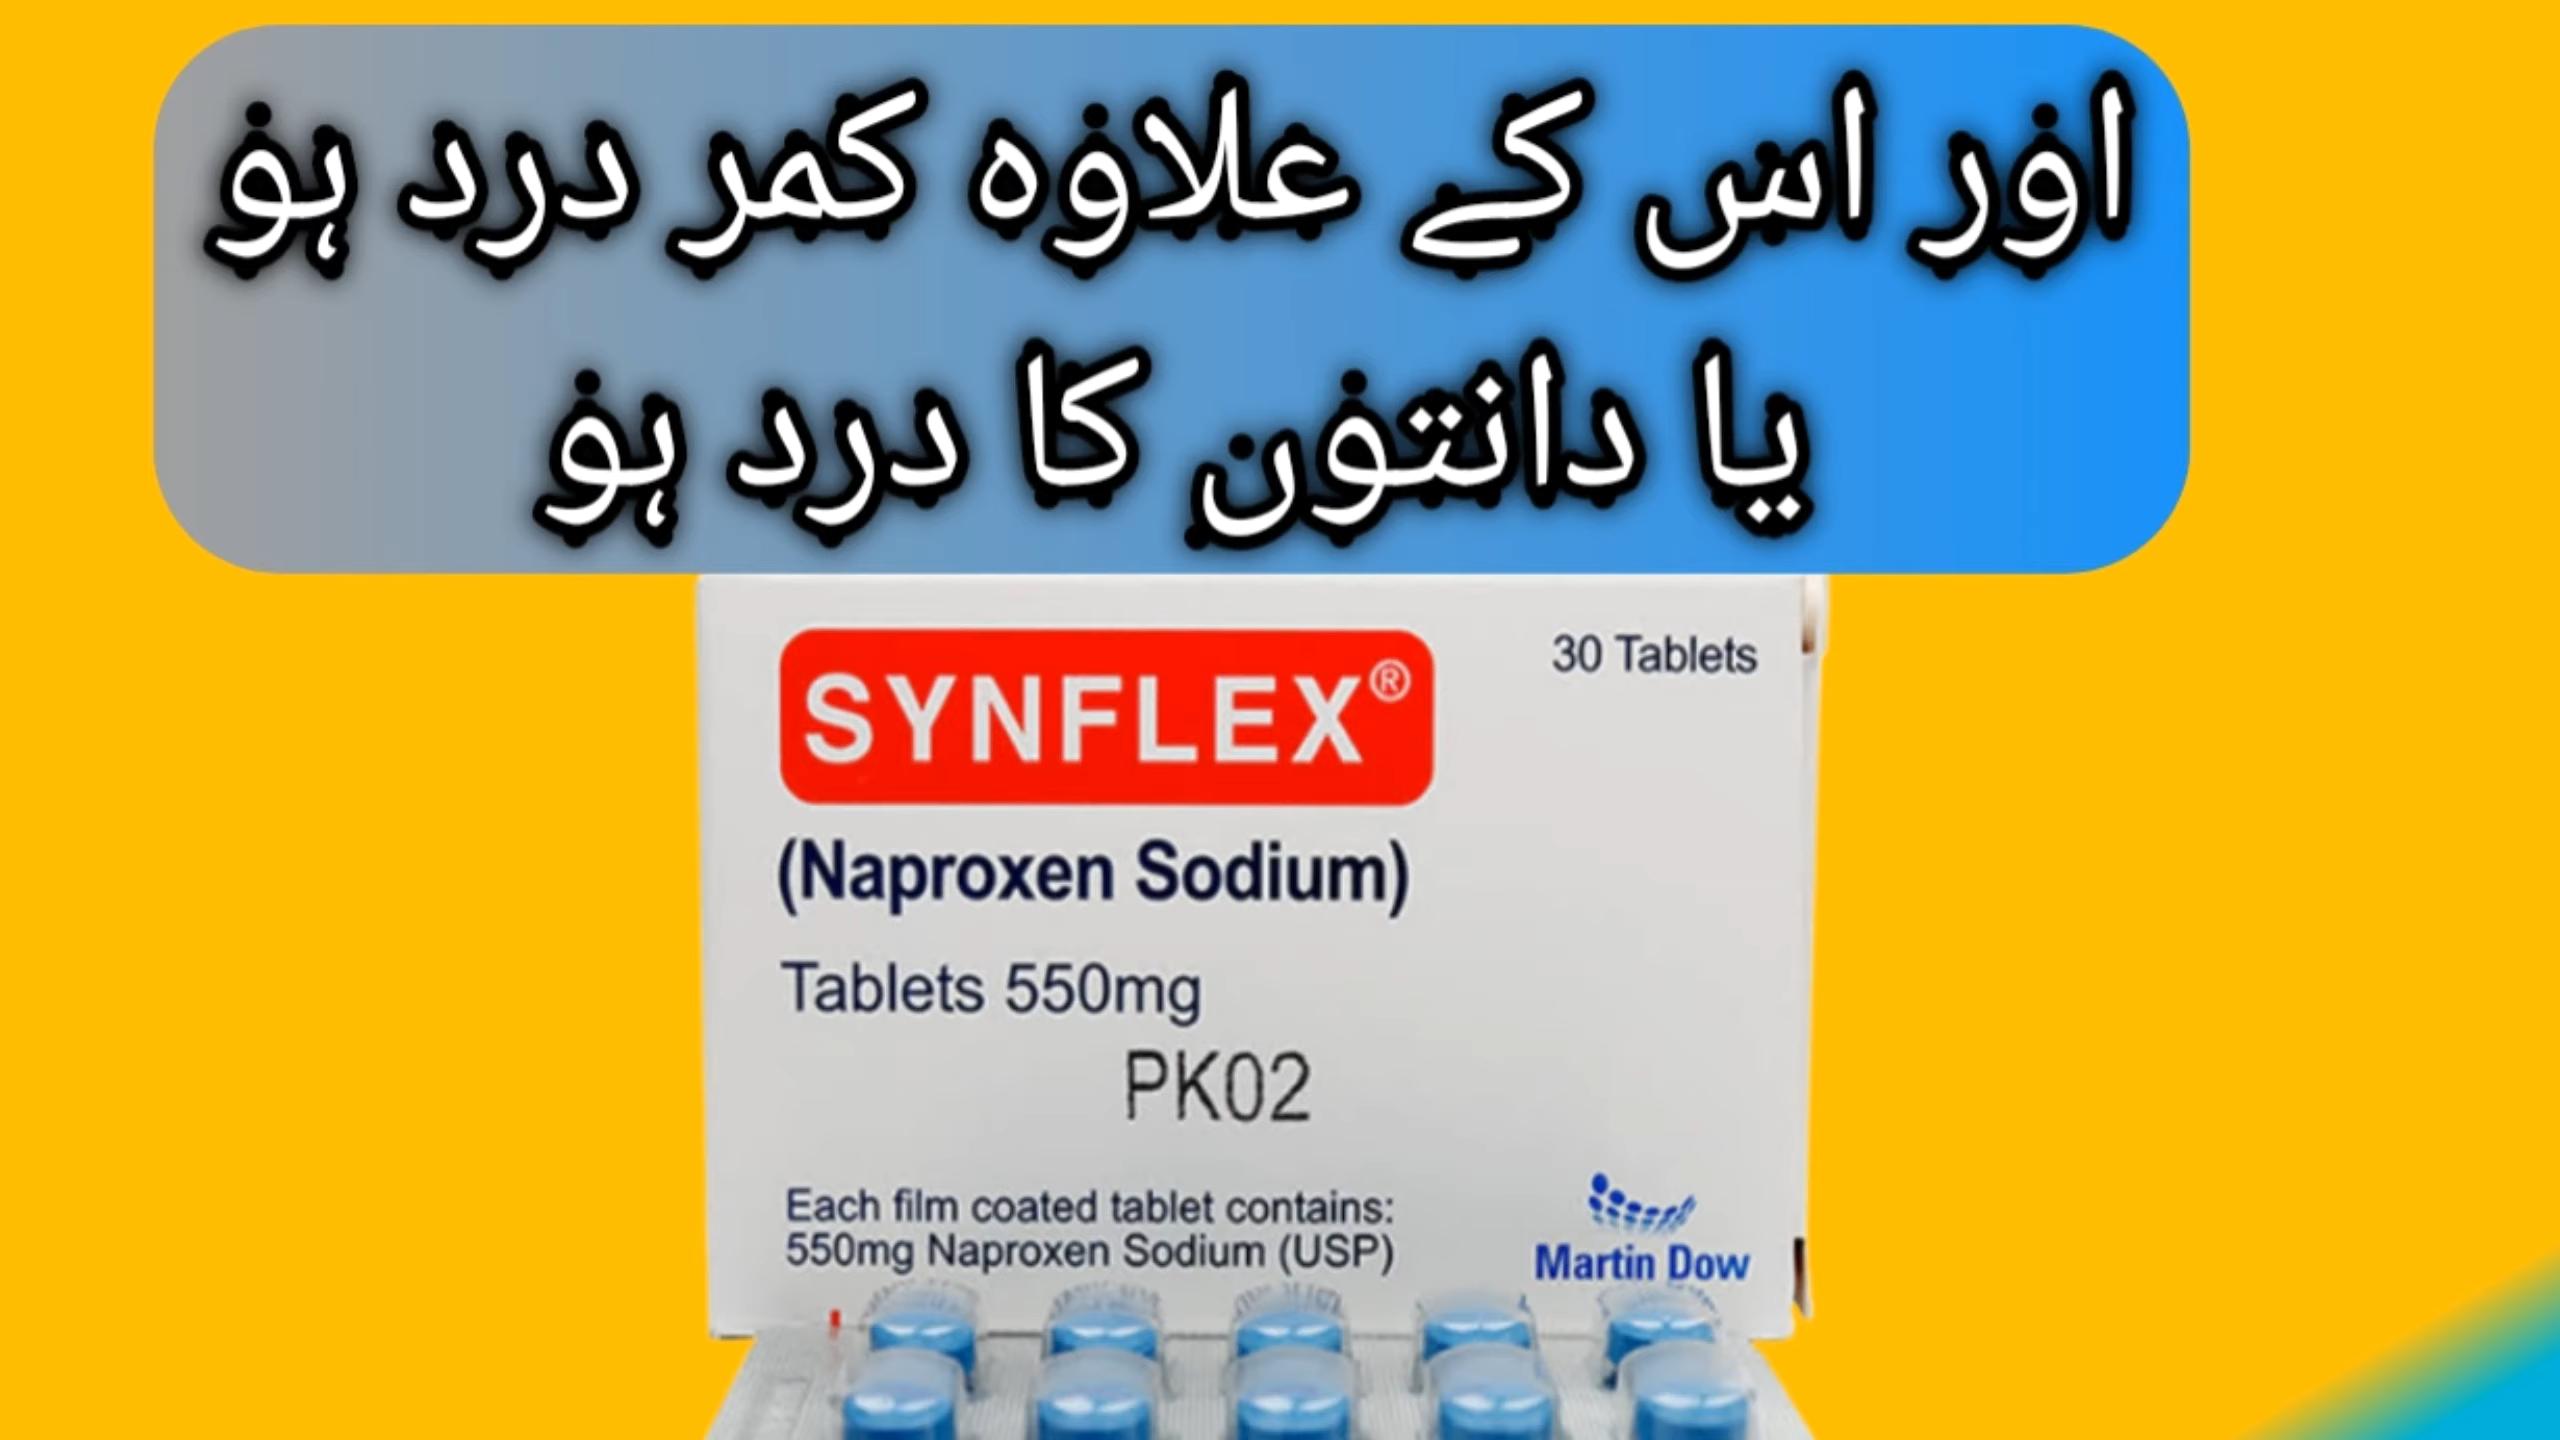 اور اس کے علاوہ کمر درد ہو
یا دانتوں کا درد ہو
SYNFLEX®
30 Tablets
(Naproxen Sodium)
Tablets 550mg
PK02
Each film coated tablet contains:
550mg Naproxen Sodium (USP)
Martin Dow